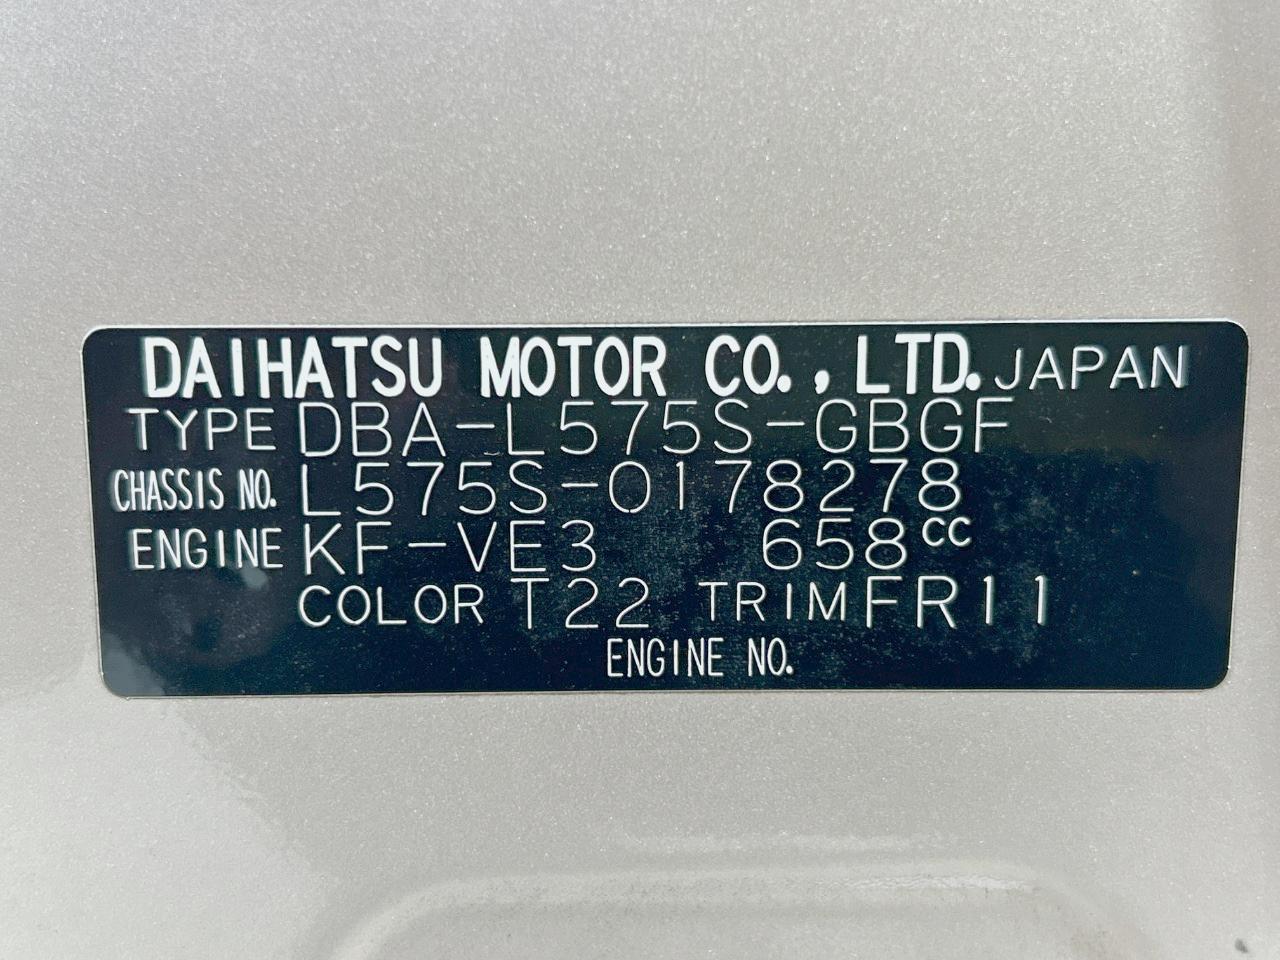 DAIHATSU MOTOR CO., LTD. JAPAN
TYPE DBA-L575S-GBGF
CHASSIS NO. L575S-0178278
ENGINE KF-VE3 658cc
COLOR T22 TRIM FR11
ENGINE NO.